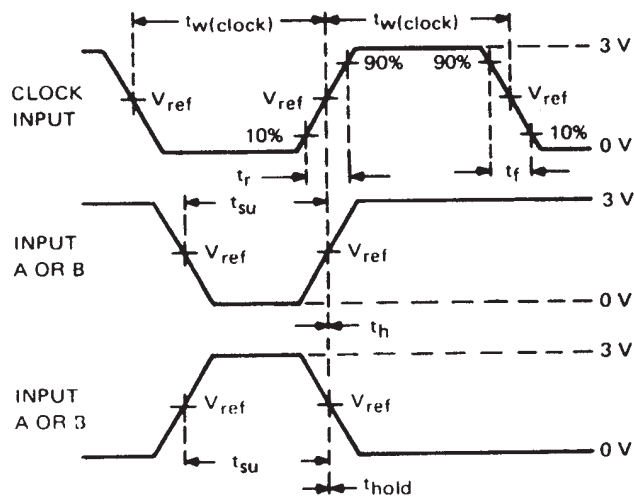 tw(clock) tw(clock)
3 V
90% 90%
CLOCK INPUT
Vref Vref Vref
10% 10%
0 V
tr tf
tsu
3 V
INPUT
A OR B
Vref Vref
0 V
th
3 V
INPUT
A OR 3
Vref Vref
0 V
tsu
thold